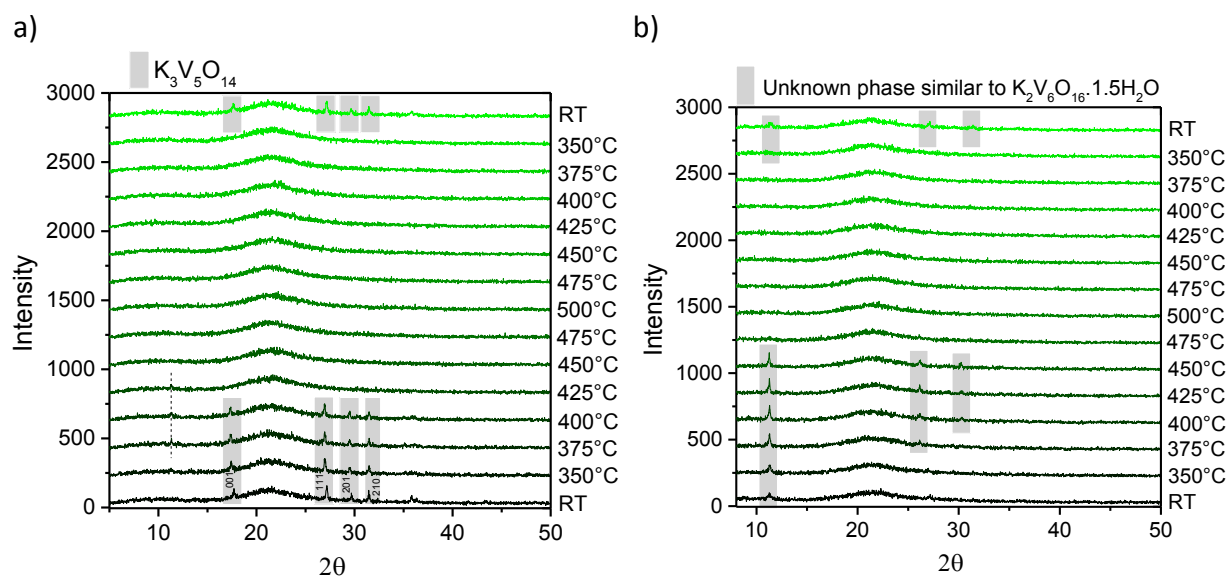 a)
K₃V₅O₁₄
3000
2500
2000
1500
1000
500
0
Intensity
RT
350°C
375°C
400°C
425°C
450°C
475°C
500°C
475°C
450°C
425°C
400°C
375°C
350°C
RT
001
111
201
210
10
20
30
40
50
2θ
b)
Unknown phase similar to K₂V₆O₁₆.1.5H₂O
3000
2500
2000
1500
1000
500
0
Intensity
RT
350°C
375°C
400°C
425°C
450°C
475°C
450°C
475°C
450°C
425°C
400°C
375°C
350°C
RT
10
20
30
40
50
2θ